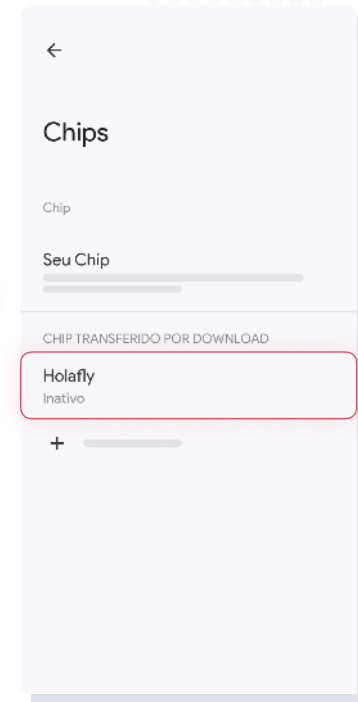 Chips
Chip
Seu Chip
CHIP TRANSFERIDO POR DOWNLOAD
Holafly
Inativo
+